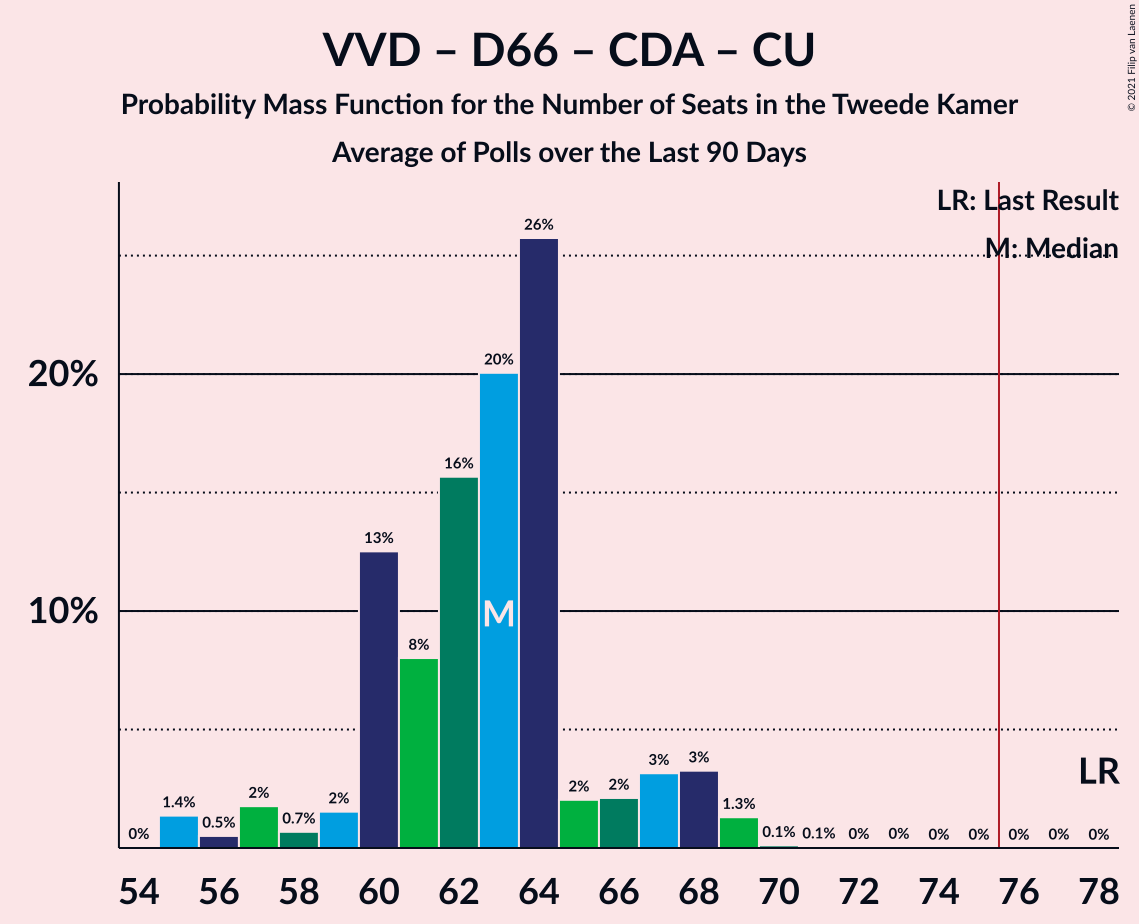 VVD – D66 – CDA – CU
Probability Mass Function for the Number of Seats in the Tweede Kamer
Average of Polls over the Last 90 Days
© 2021 Filip van Laenen
LR: Last Result
M: Median
26%
20%
20%
16%
13%
10%
M
8%
LR
3% 3%
1.4% 2% 2% 2% 2% 1.3%
0% 0.5% 0.7% 0.1% 0.1% 0% 0% 0% 0% 0% 0% 0%
54 56 58 60 62 64 66 68 70 72 74 76 78